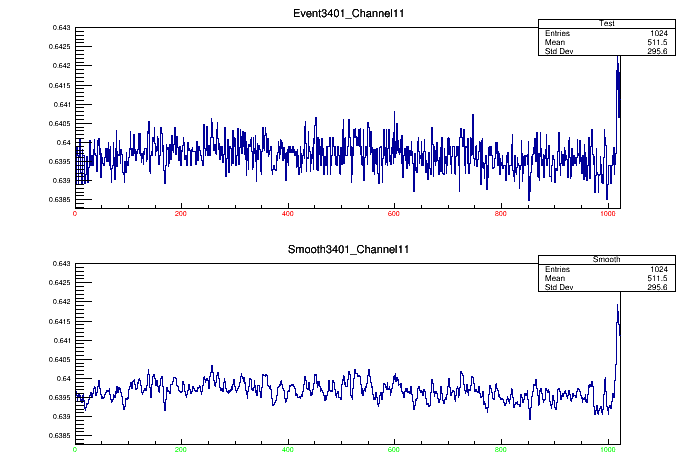 Event3401_Channel11
Test
Entries 1024
Mean 511.5
Std Dev 295.6
0.643
0.6425
0.642
0.6415
0.641
0.6405
0.64
0.6395
0.639
0.6385
0 200 400 600 800 1000
Smooth3401_Channel11
Smooth
Entries 1024
Mean 511.5
Std Dev 295.6
0.643
0.6425
0.642
0.6415
0.641
0.6405
0.64
0.6395
0.639
0.6385
0 200 400 600 800 1000